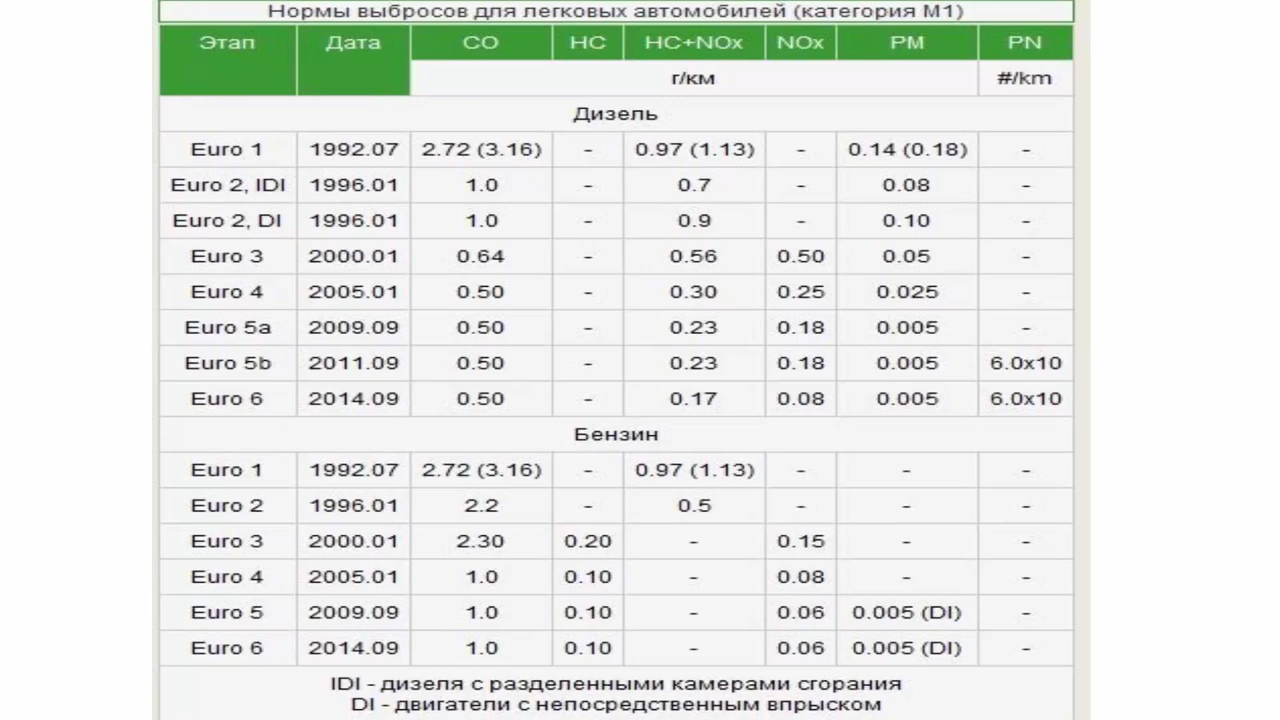 Нормы выбросов для легковых автомобилей (категория М1)
Этап Дата CO HC HC+NOx NOx PM PN
г/км #/km
Дизель
Euro 1 1992.07 2.72 (3.16) - 0.97 (1.13) - 0.14 (0.18) -
Euro 2, IDI 1996.01 1.0 - 0.7 - 0.08 -
Euro 2, DI 1996.01 1.0 - 0.9 - 0.10 -
Euro 3 2000.01 0.64 - 0.56 0.50 0.05 -
Euro 4 2005.01 0.50 - 0.30 0.25 0.025 -
Euro 5a 2009.09 0.50 - 0.23 0.18 0.005 -
Euro 5b 2011.09 0.50 - 0.23 0.18 0.005 6.0x10
Euro 6 2014.09 0.50 - 0.17 0.08 0.005 6.0x10
Бензин
Euro 1 1992.07 2.72 (3.16) - 0.97 (1.13) - - -
Euro 2 1996.01 2.2 - 0.5 - - -
Euro 3 2000.01 2.30 0.20 - 0.15 - -
Euro 4 2005.01 1.0 0.10 - 0.08 - -
Euro 5 2009.09 1.0 0.10 - 0.06 0.005 (DI) -
Euro 6 2014.09 1.0 0.10 - 0.06 0.005 (DI) -
IDI - дизеля с разделенными камерами сгорания
DI - двигатели с непосредственным впрыском